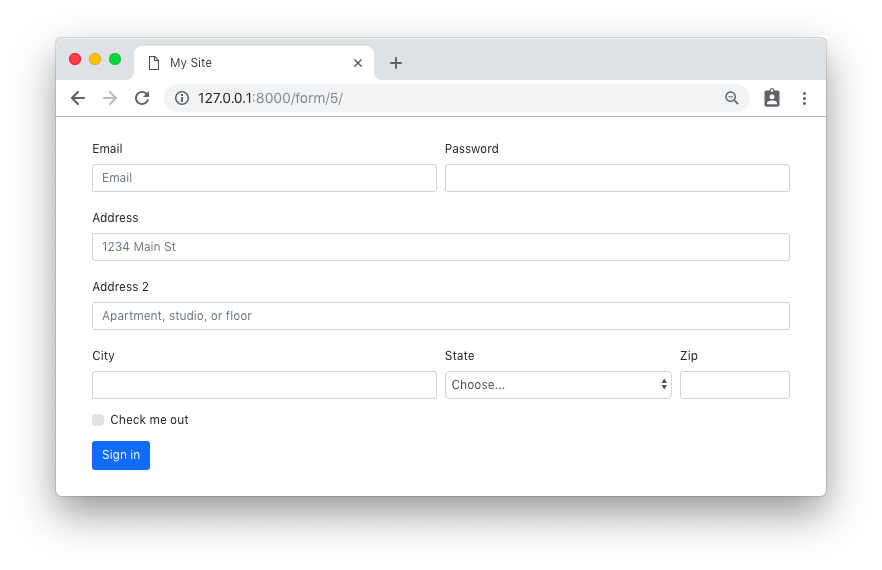 My Site
127.0.0.1:8000/form/5/
Email Password
Email
Address
1234 Main St
Address 2
Apartment, studio, or floor
City State Zip
Choose...
Check me out
Sign in